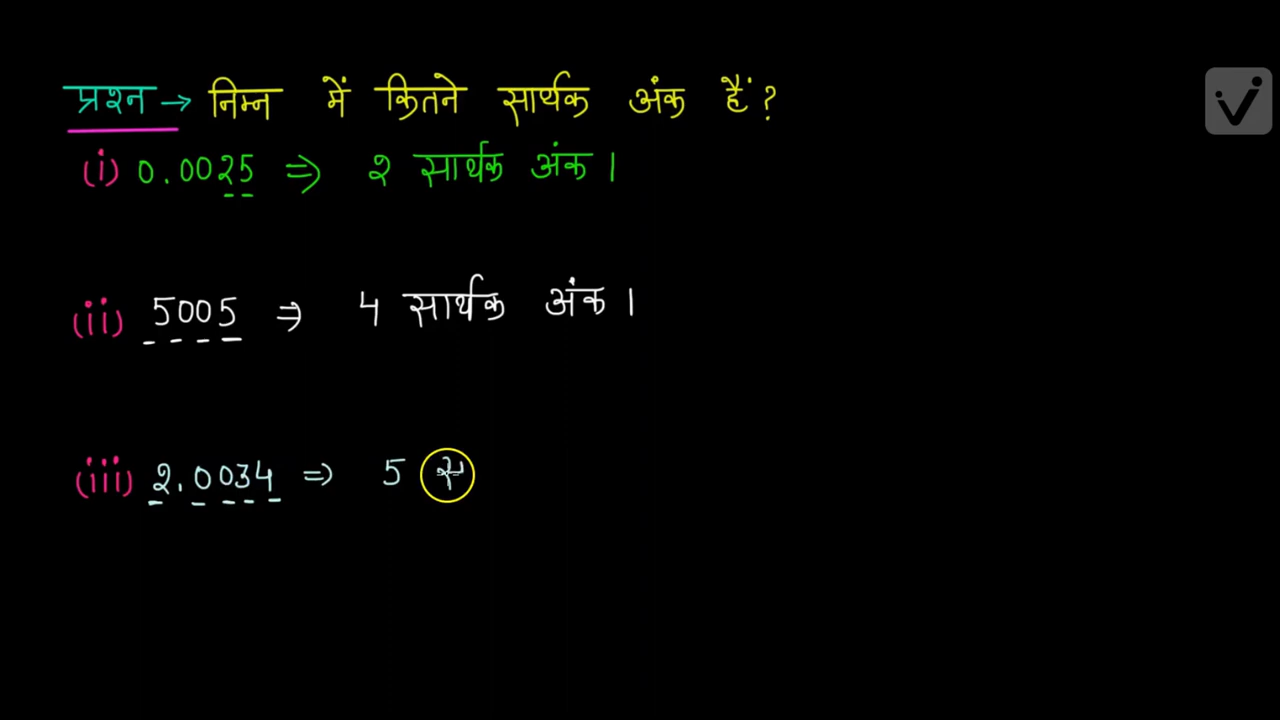 प्रश्न → निम्न में कितने सार्थक अंक हैं ?
(i) 0.0025 ⇒ 2 सार्थक अंक ।
(ii) 5005 ⇒ 4 सार्थक अंक ।
(iii) 2.0034 ⇒ 5